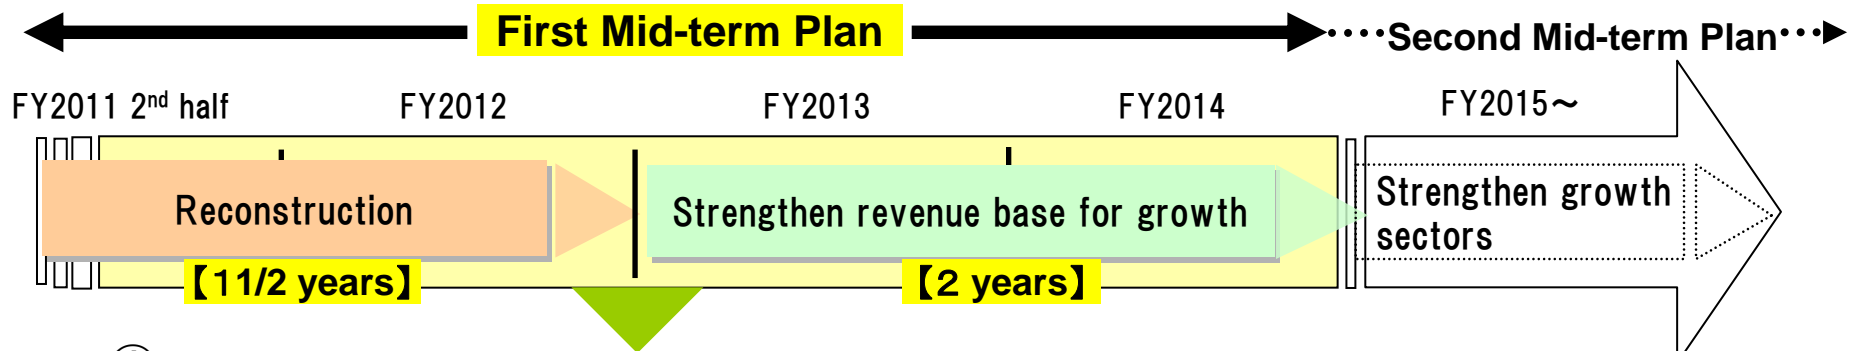 First Mid-term Plan
Second Mid-term Plan
FY2011 2nd half
FY2012
FY2013
FY2014
FY2015～
Reconstruction
Strengthen revenue base for growth
Strengthen growth
sectors
【11/2 years】
【2 years】